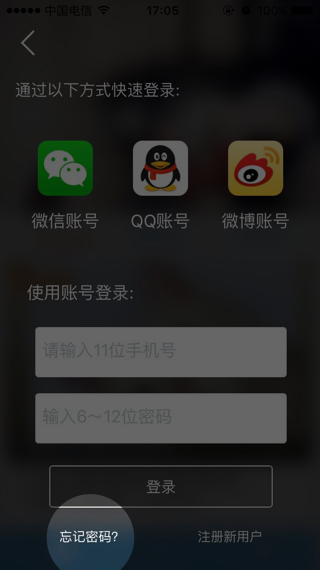 中国电信 17:05 100%
通过以下方式快速登录:
微信账号 QQ账号 微博账号
使用账号登录:
请输入11位手机号
输入6～12位密码
登录
忘记密码? 注册新用户